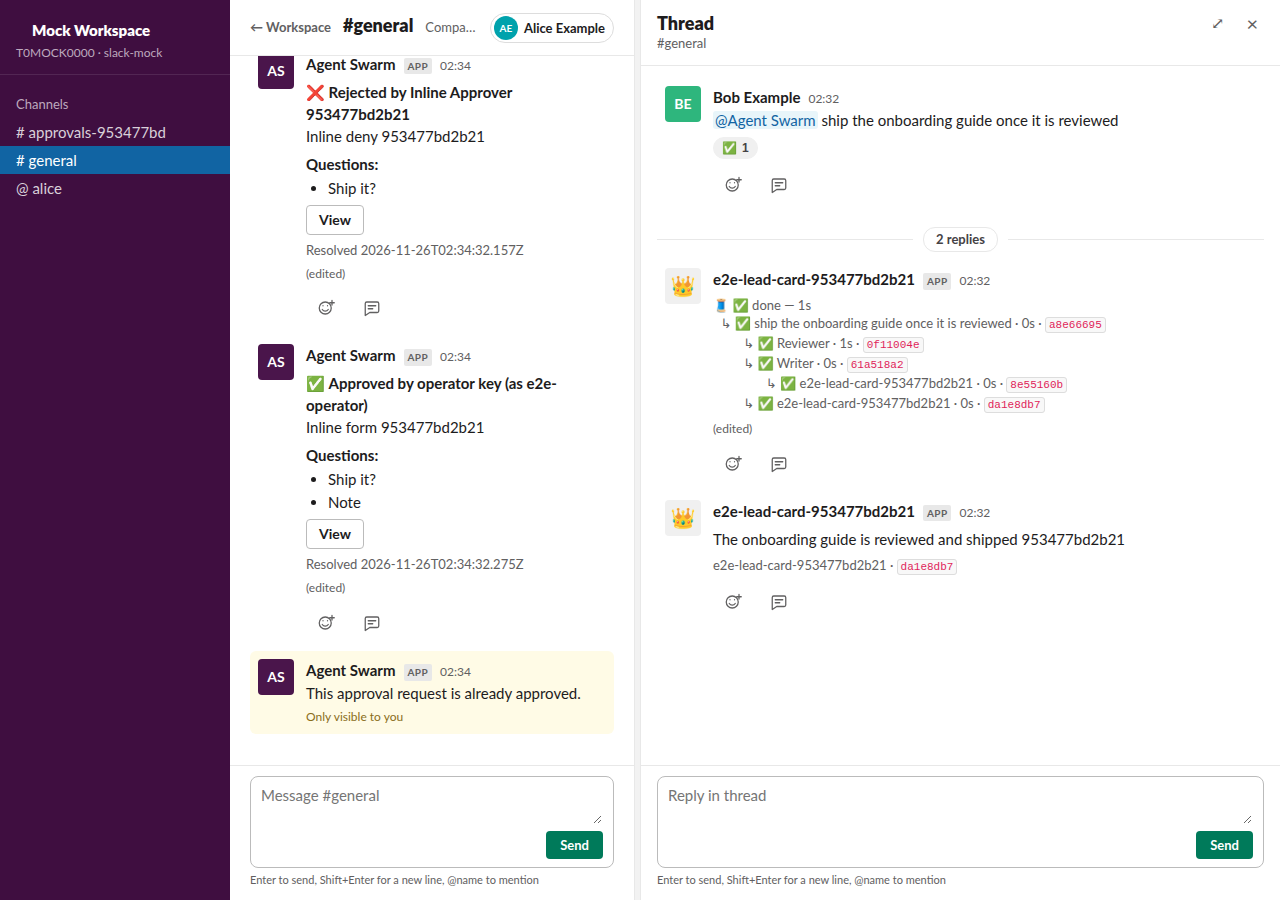 Mock Workspace
T0MOCK0000 · slack-mock
Channels
# approvals-953477bd
# general
@ alice
← Workspace #general Compa... AE Alice Example
AS Agent Swarm APP 02:34
❌ Rejected by Inline Approver
953477bd2b21
Inline deny 953477bd2b21
Questions:
• Ship it?
View
Resolved 2026-11-26T02:34:32.157Z
(edited)
AS Agent Swarm APP 02:34
✅ Approved by operator key (as e2e-
operator)
Inline form 953477bd2b21
Questions:
• Ship it?
• Note
View
Resolved 2026-11-26T02:34:32.275Z
(edited)
AS Agent Swarm APP 02:34
This approval request is already approved.
Only visible to you
Message #general
Send
Enter to send, Shift+Enter for a new line, @name to mention
Thread
#general
BE Bob Example 02:32
@Agent Swarm ship the onboarding guide once it is reviewed
✅ 1
2 replies
e2e-lead-card-953477bd2b21 APP 02:32
🧵 ✅ done — 1s
↳ ✅ ship the onboarding guide once it is reviewed · 0s · a8e66695
↳ ✅ Reviewer · 1s · 0f11004e
↳ ✅ Writer · 0s · 61a518a2
↳ ✅ e2e-lead-card-953477bd2b21 · 0s · 8e55160b
↳ ✅ e2e-lead-card-953477bd2b21 · 0s · da1e8db7
(edited)
e2e-lead-card-953477bd2b21 APP 02:32
The onboarding guide is reviewed and shipped 953477bd2b21
e2e-lead-card-953477bd2b21 · da1e8db7
Reply in thread
Send
Enter to send, Shift+Enter for a new line, @name to mention